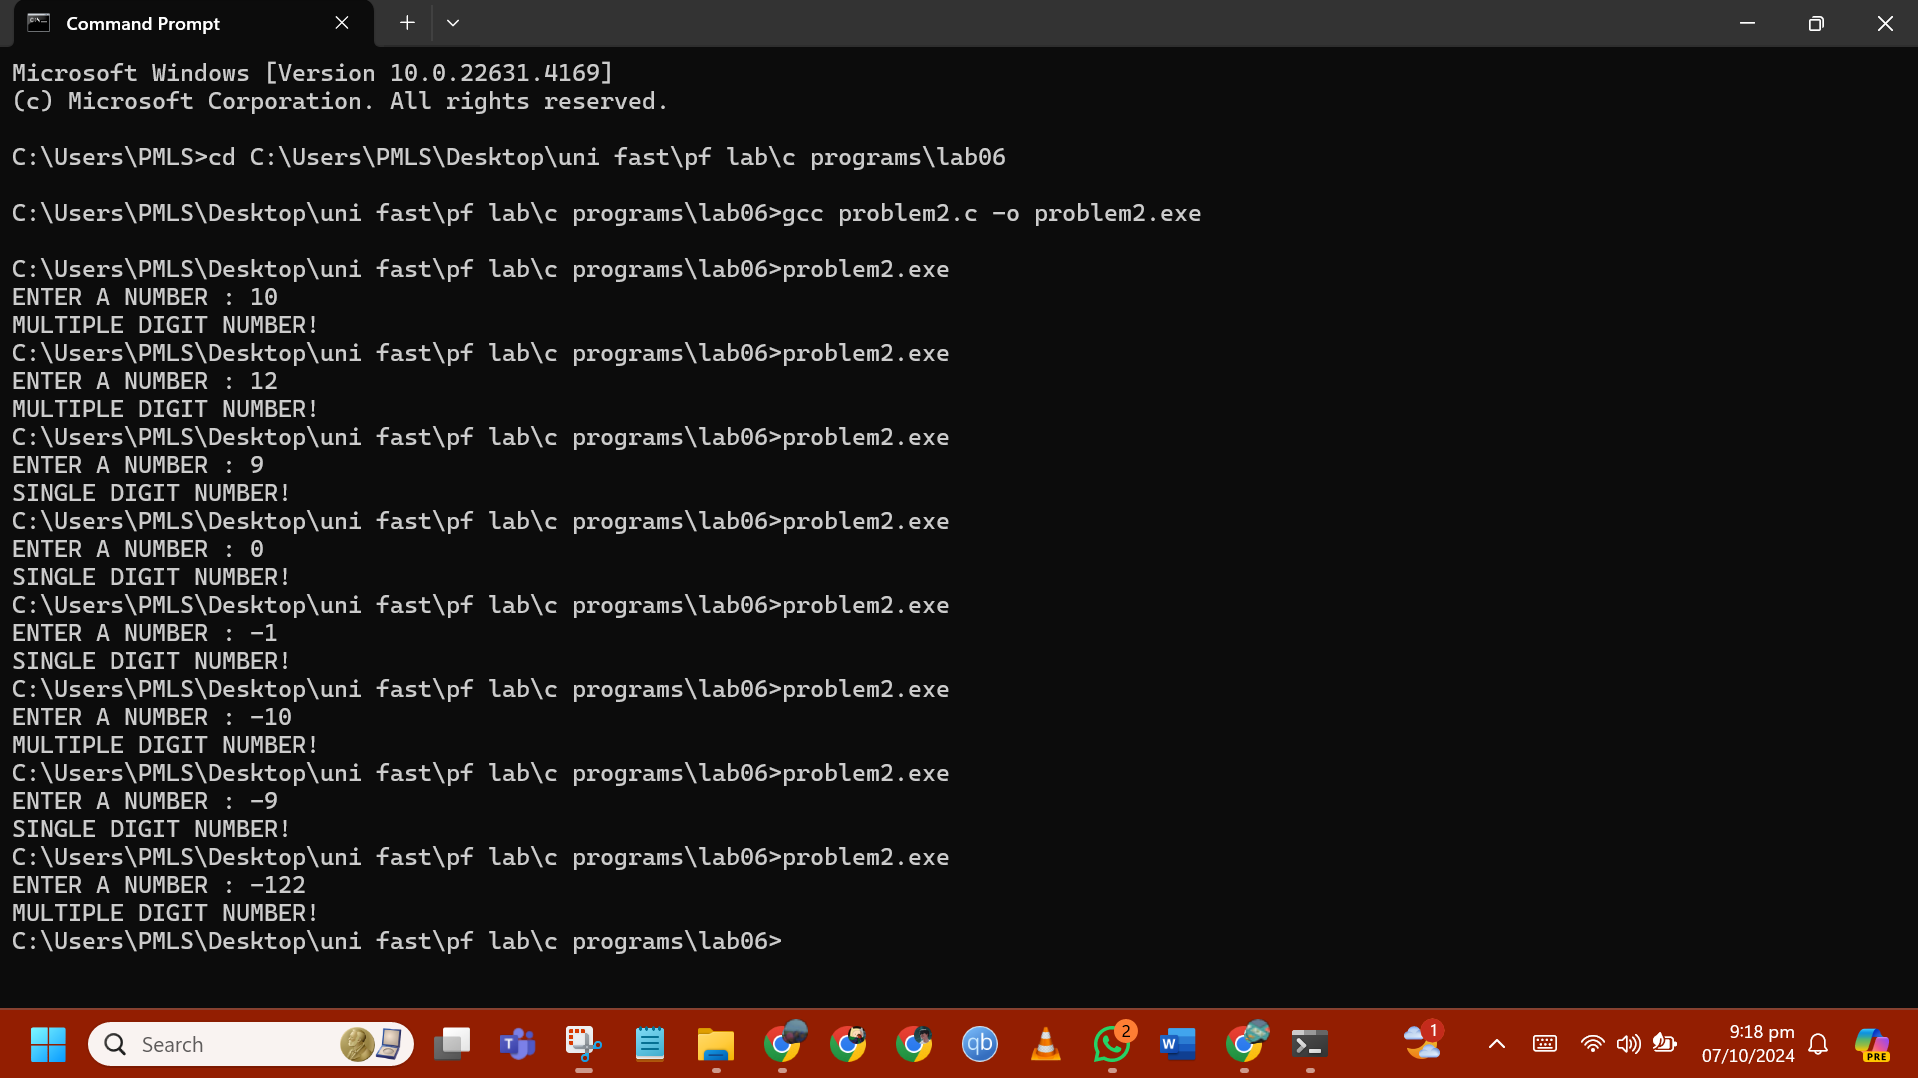 Command Prompt
Microsoft Windows [Version 10.0.22631.4169]
(c) Microsoft Corporation. All rights reserved.
C:\Users\PMLS>cd C:\Users\PMLS\Desktop\uni fast\pf lab\c programs\lab06
C:\Users\PMLS\Desktop\uni fast\pf lab\c programs\lab06>gcc problem2.c -o problem2.exe
C:\Users\PMLS\Desktop\uni fast\pf lab\c programs\lab06>problem2.exe
ENTER A NUMBER : 10
MULTIPLE DIGIT NUMBER!
C:\Users\PMLS\Desktop\uni fast\pf lab\c programs\lab06>problem2.exe
ENTER A NUMBER : 12
MULTIPLE DIGIT NUMBER!
C:\Users\PMLS\Desktop\uni fast\pf lab\c programs\lab06>problem2.exe
ENTER A NUMBER : 9
SINGLE DIGIT NUMBER!
C:\Users\PMLS\Desktop\uni fast\pf lab\c programs\lab06>problem2.exe
ENTER A NUMBER : 0
SINGLE DIGIT NUMBER!
C:\Users\PMLS\Desktop\uni fast\pf lab\c programs\lab06>problem2.exe
ENTER A NUMBER : -1
SINGLE DIGIT NUMBER!
C:\Users\PMLS\Desktop\uni fast\pf lab\c programs\lab06>problem2.exe
ENTER A NUMBER : -10
MULTIPLE DIGIT NUMBER!
C:\Users\PMLS\Desktop\uni fast\pf lab\c programs\lab06>problem2.exe
ENTER A NUMBER : -9
SINGLE DIGIT NUMBER!
C:\Users\PMLS\Desktop\uni fast\pf lab\c programs\lab06>problem2.exe
ENTER A NUMBER : -122
MULTIPLE DIGIT NUMBER!
C:\Users\PMLS\Desktop\uni fast\pf lab\c programs\lab06>
Search
T
qb
2
W
1
9:18 pm
07/10/2024
PRE